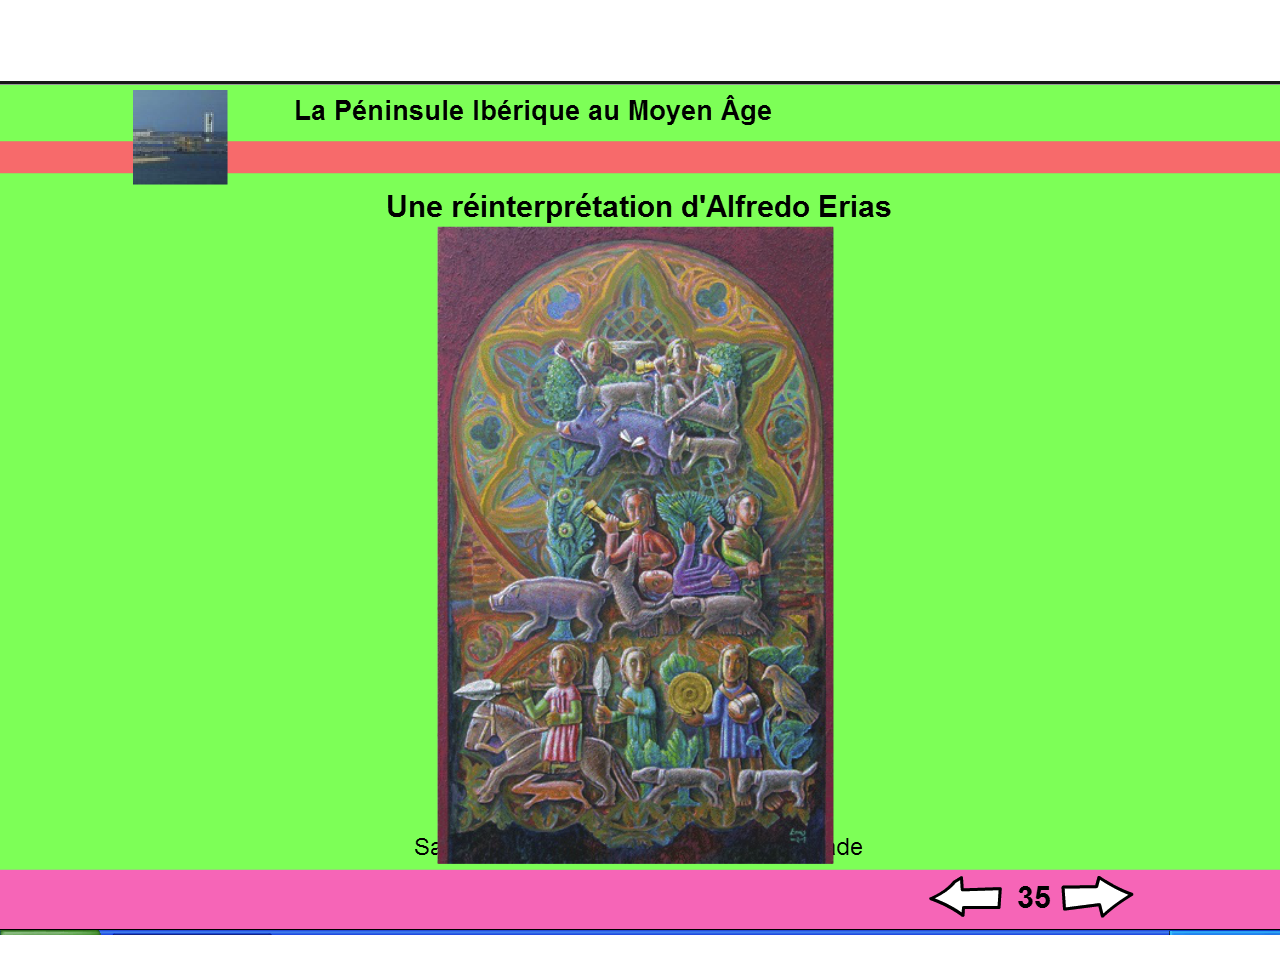 La Péninsule Ibérique au Moyen Âge
Une réinterprétation d'Alfredo Erias
35